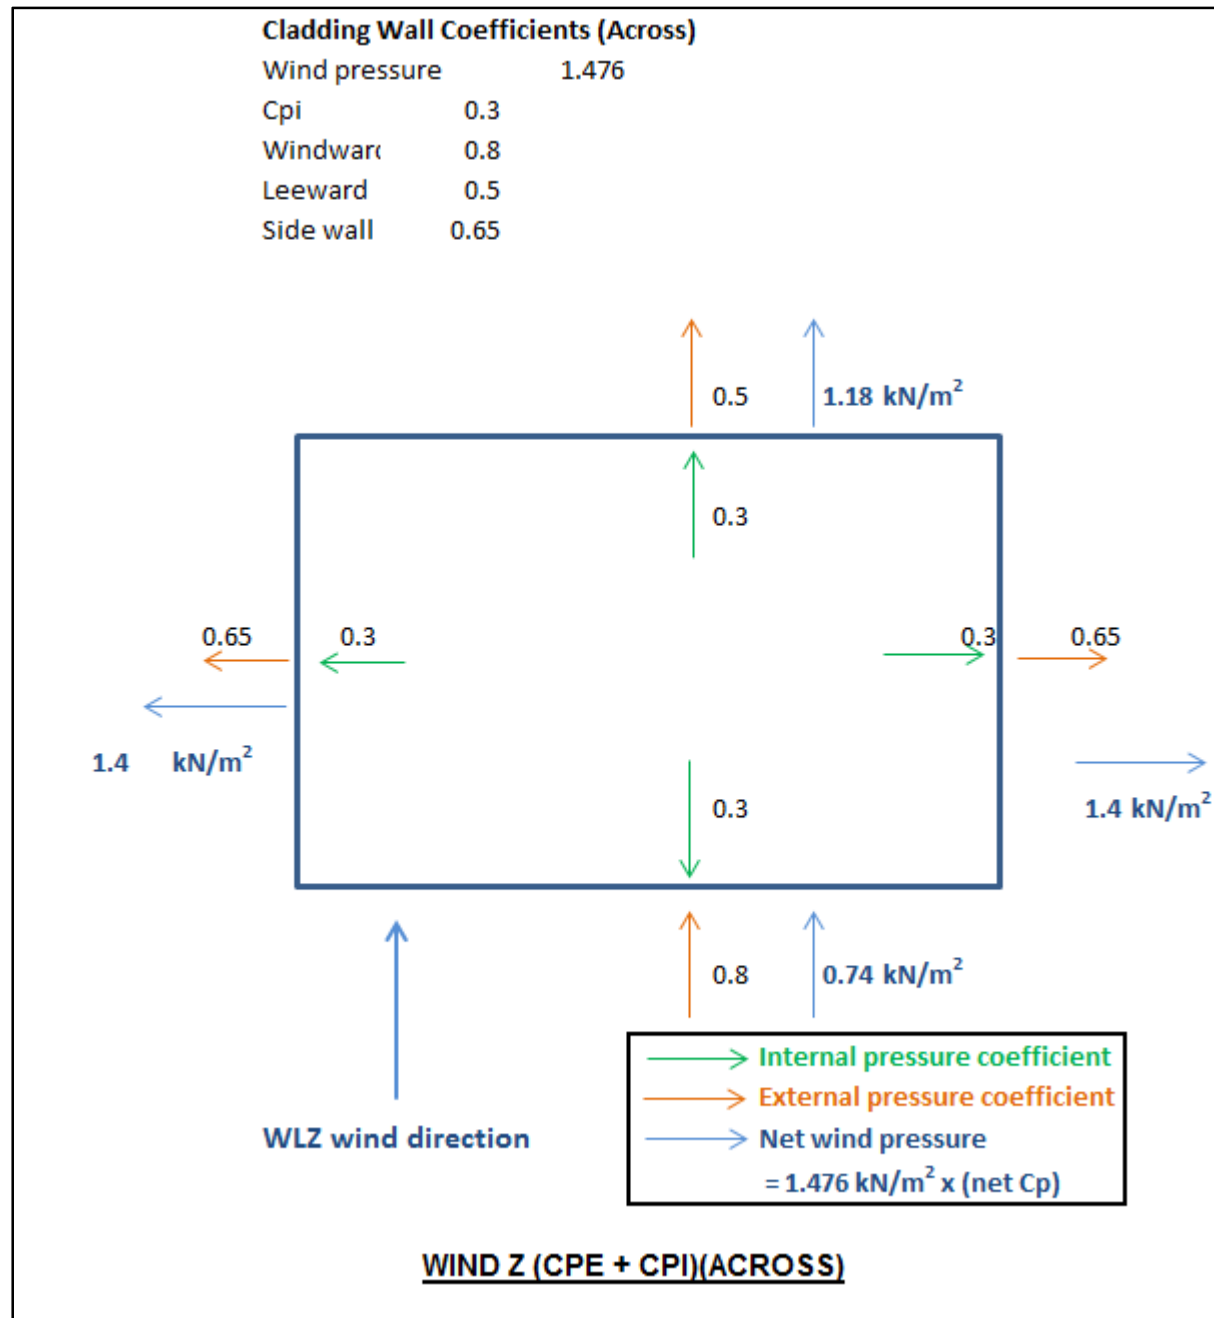 Cladding Wall Coefficients (Across)
Wind pressure 1.476
Cpi 0.3
Windward 0.8
Leeward 0.5
Side wall 0.65
0.5 1.18 kN/m²
0.3
0.65 0.3 0.3 0.65
1.4 kN/m²
0.3 1.4 kN/m²
0.8 0.74 kN/m²
Internal pressure coefficient
External pressure coefficient
WLZ wind direction Net wind pressure
= 1.476 kN/m² x (net Cp)
WIND Z (CPE + CPI)(ACROSS)